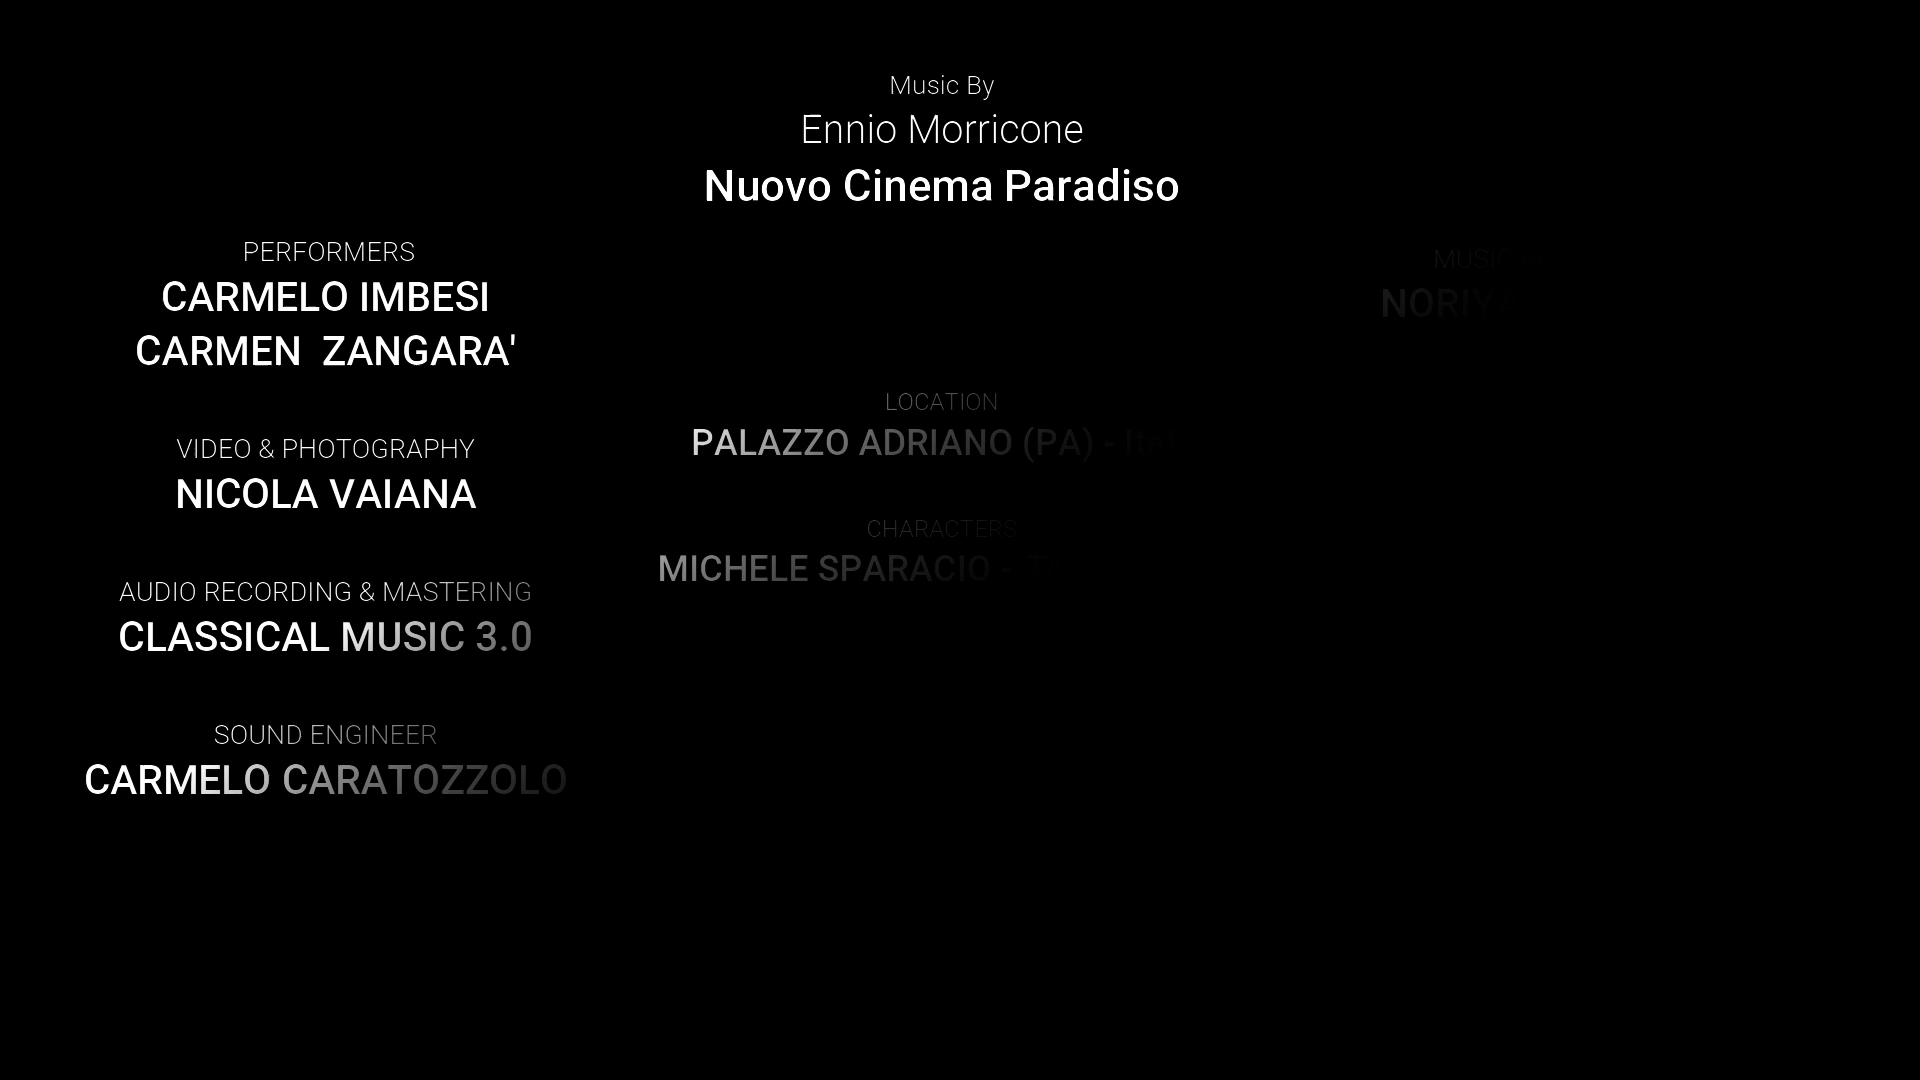 Music By
Ennio Morricone
Nuovo Cinema Paradiso
PERFORMERS
CARMELO IMBESI
CARMEN  ZANGARA'
VIDEO & PHOTOGRAPHY
NICOLA VAIANA
AUDIO RECORDING & MASTERING
CLASSICAL MUSIC 3.0
SOUND ENGINEER
CARMELO CARATOZZOLO
LOCATION
PALAZZO ADRIANO (PA) -
CHARACTERS
MICHELE SPARACIO -
MUSIC